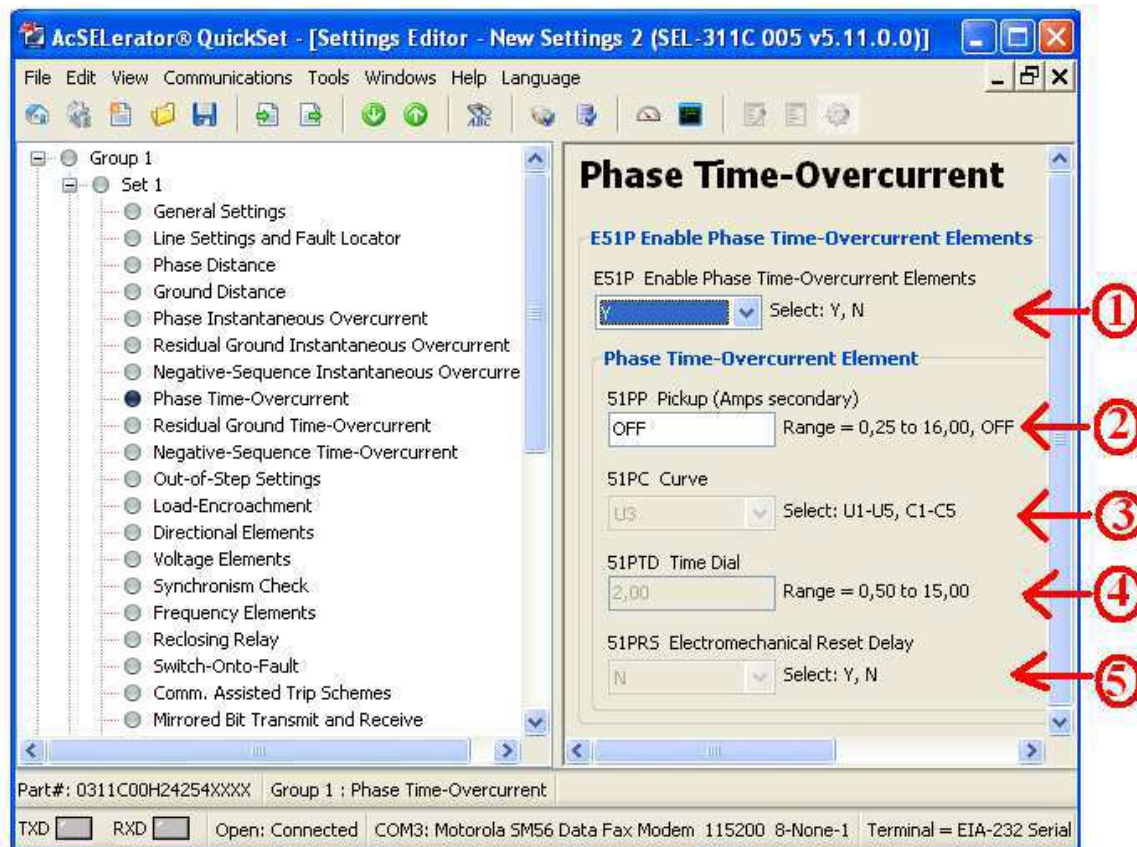 AcSELerator® QuickSet - [Settings Editor - New Settings 2 (SEL-311C 005 v5.11.0.0)]
File Edit View Communications Tools Windows Help Language
Group 1
Set 1
General Settings
Line Settings and Fault Locator
Phase Distance
Ground Distance
Phase Instantaneous Overcurrent
Residual Ground Instantaneous Overcurrent
Negative-Sequence Instantaneous Overcurre
Phase Time-Overcurrent
Residual Ground Time-Overcurrent
Negative-Sequence Time-Overcurrent
Out-of-Step Settings
Load-Encroachment
Directional Elements
Voltage Elements
Synchronism Check
Frequency Elements
Reclosing Relay
Switch-Onto-Fault
Comm. Assisted Trip Schemes
Mirrored Bit Transmit and Receive
Phase Time-Overcurrent
E51P Enable Phase Time-Overcurrent Elements
E51P Enable Phase Time-Overcurrent Elements
Y Select: Y, N
1
Phase Time-Overcurrent Element
51PP Pickup (Amps secondary)
OFF Range = 0,25 to 16,00, OFF
2
51PC Curve
U3 Select: U1-U5, C1-C5
3
51PTD Time Dial
2,00 Range = 0,50 to 15,00
4
51PRS Electromechanical Reset Delay
N Select: Y, N
5
Part#: 0311C00H24254XXXX Group 1 : Phase Time-Overcurrent
TXD RXD Open: Connected COM3: Motorola SM56 Data Fax Modem 115200 8-None-1 Terminal = EIA-232 Serial